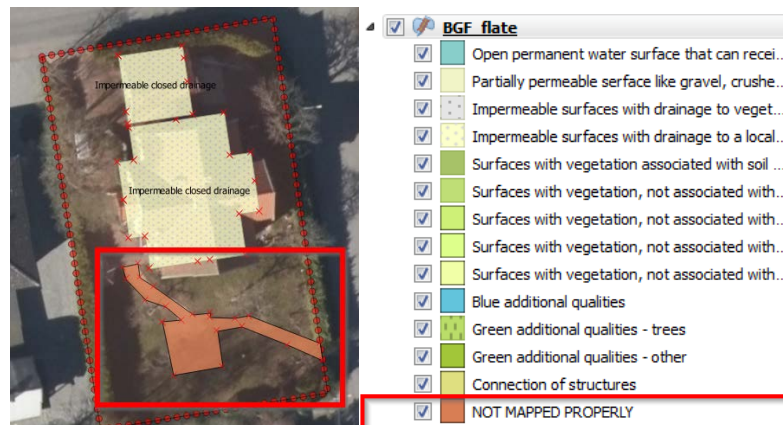 BGF_flate
Impermeable closed drainage
Impermeable closed drainage
Open permanent water surface that can recei...
Partially permeable serface like gravel, crushe...
Impermeable surfaces with drainage to veget...
Impermeable surfaces with drainage to a local...
Surfaces with vegetation associated with soil ...
Surfaces with vegetation, not associated with...
Surfaces with vegetation, not associated with...
Surfaces with vegetation, not associated with...
Surfaces with vegetation, not associated with...
Blue additional qualities
Green additional qualities - trees
Green additional qualities - other
Connection of structures
NOT MAPPED PROPERLY